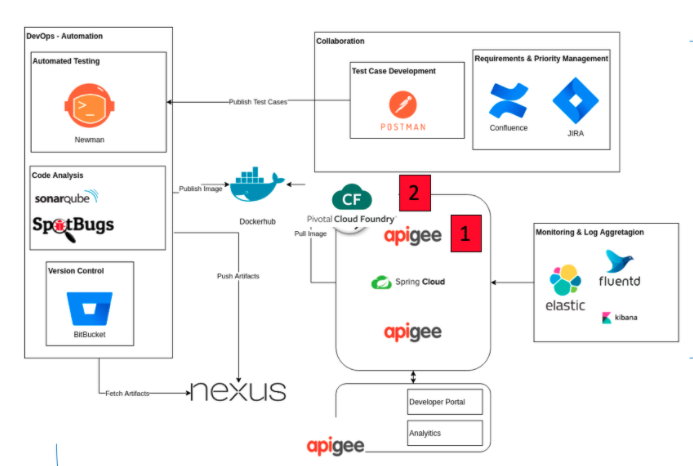 DevOps - Automation
Automated Testing
Newman
Code Analysis
sonarqube
SpotBugs
Version Control
BitBucket
Collaboration
Test Case Development
POSTMAN
Requirements & Priority Management
Confluence
JIRA
Publish Test Cases
Publish Image
Dockerhub
CF
Pivotal Cloud Foundry
2
Pull Image
apigee
1
Spring Cloud
apigee
Monitoring & Log Aggretagion
elastic
fluentd
kibana
Push Artifacts
Fetch Artifacts
nexus
Developer Portal
Analyitics
apigee